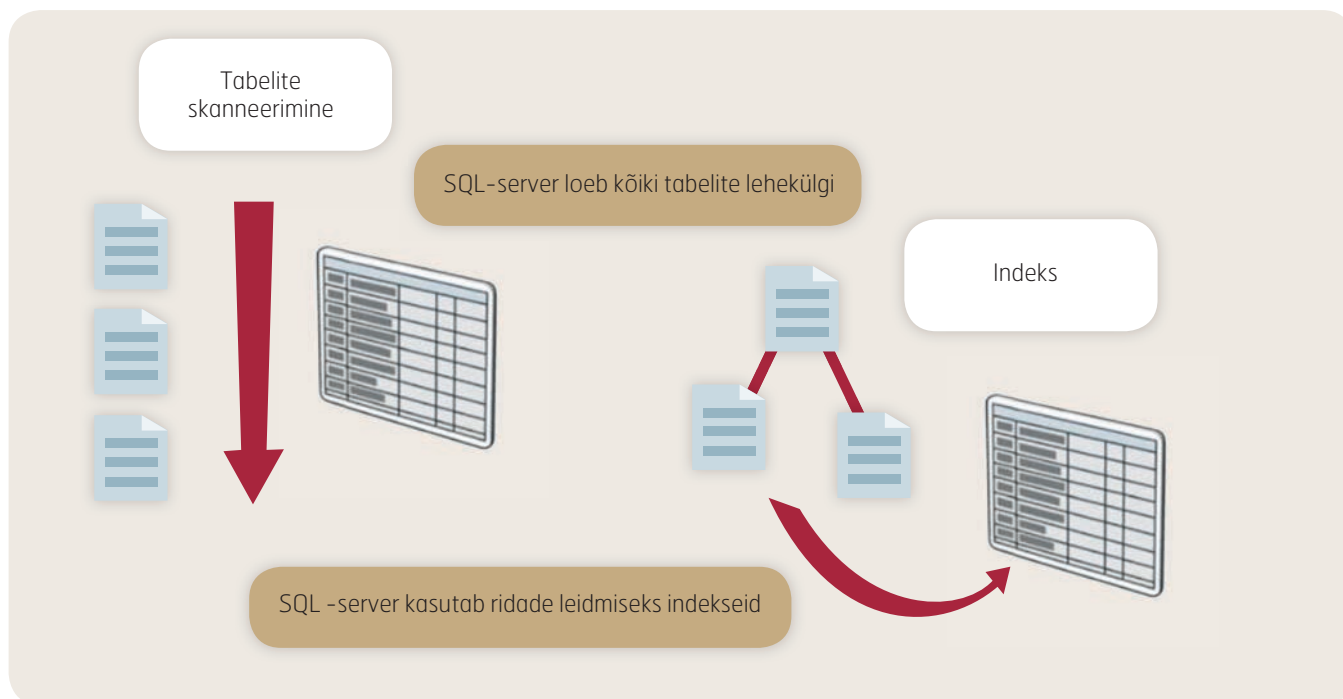 Tabelite
skanneerimine
SQL-server loeb kõiki tabelite lehekülgi
Indeks
SQL -server kasutab ridade leidmiseks indekseid